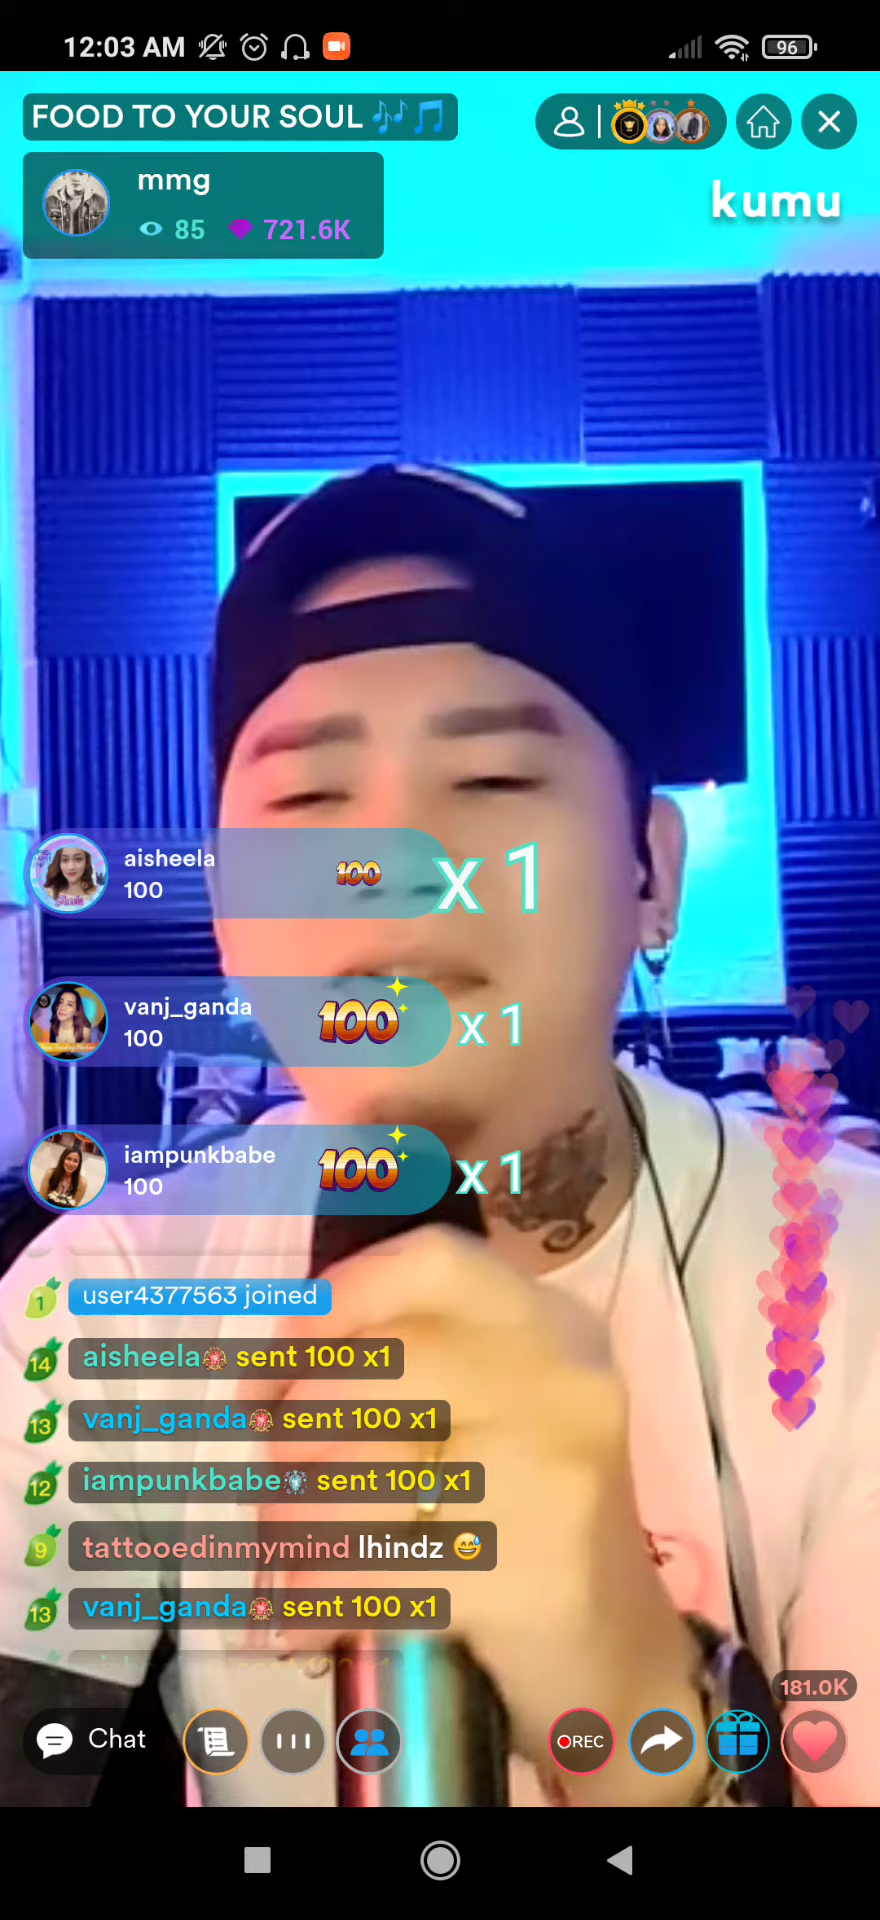 12:03 AM
96
FOOD TO YOUR SOUL 🎶🎵
mmg
85 721.6K
kumu
aisheela
100
100
x 1
vanj_ganda
100
100
x 1
iampunkbabe
100
100
x 1
1 user4377563 joined
14 aisheela sent 100 x1
13 vanj_ganda sent 100 x1
12 iampunkbabe sent 100 x1
9 tattooedinmymind lhindz 😅
13 vanj_ganda sent 100 x1
181.0K
Chat
REC